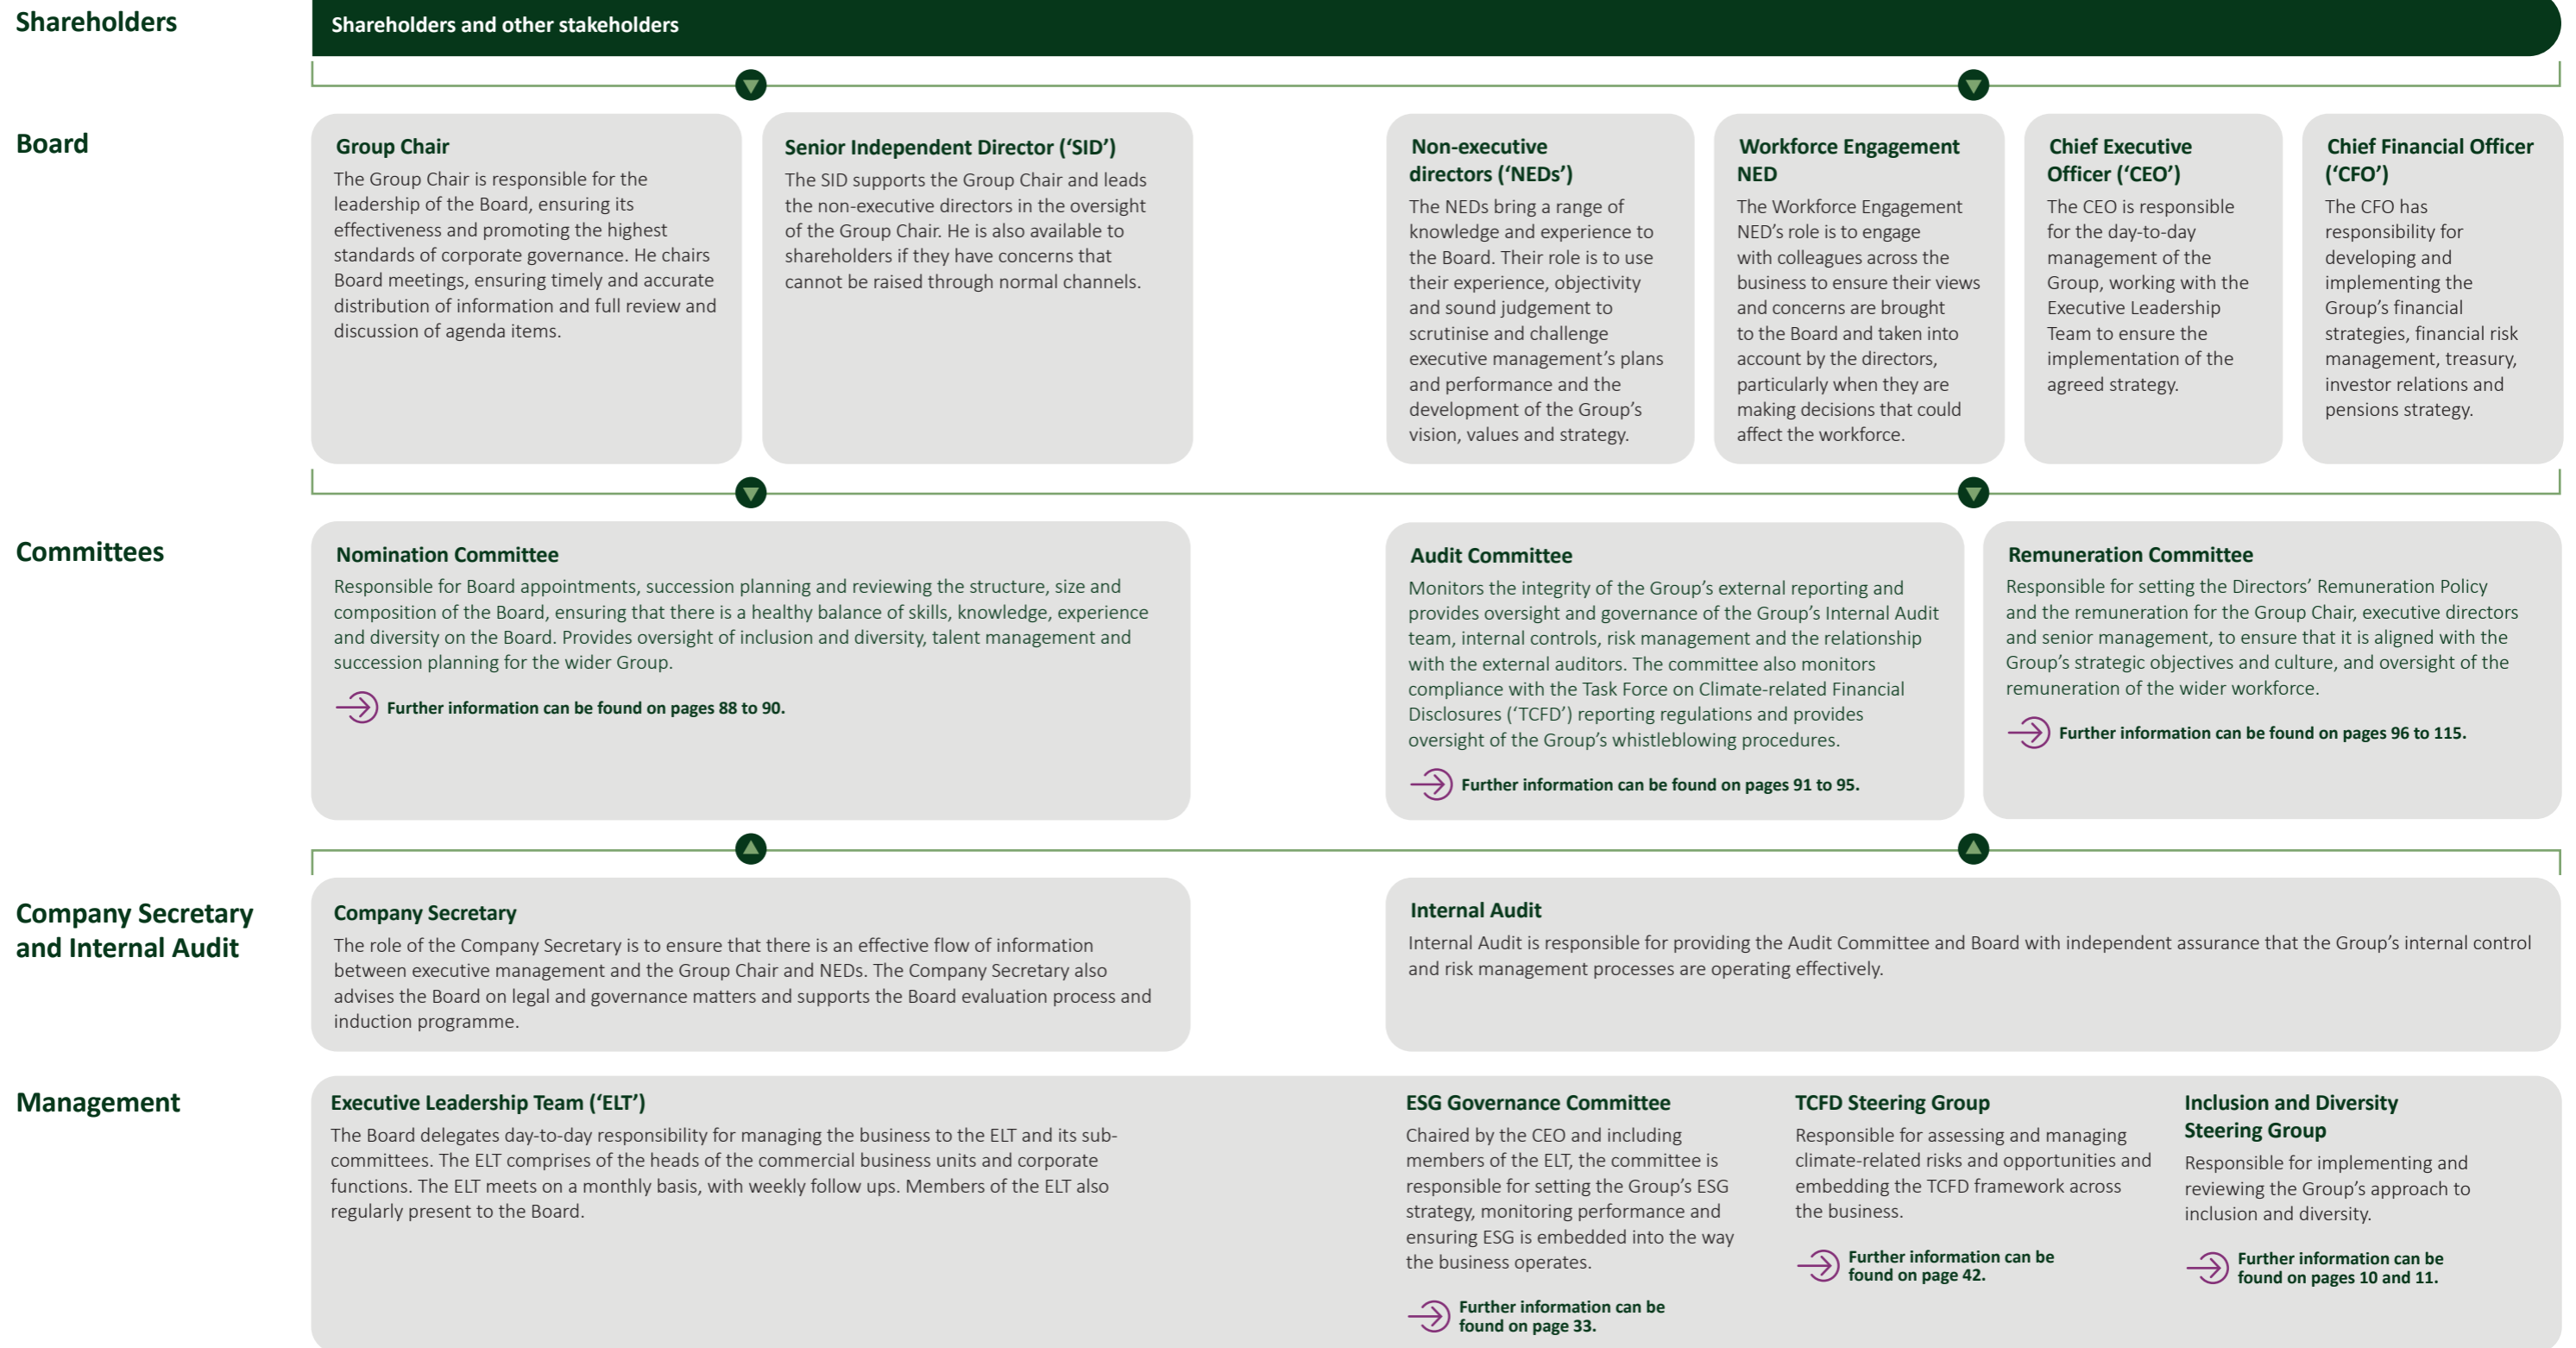 Shareholders
Shareholders and other stakeholders
Board
Group Chair
The Group Chair is responsible for the
leadership of the Board, ensuring its
effectiveness and promoting the highest
standards of corporate governance. He chairs
Board meetings, ensuring timely and accurate
distribution of information and full review and
discussion of agenda items.
Senior Independent Director (‘SID’)
The SID supports the Group Chair and leads
the non-executive directors in the oversight
of the Group Chair. He is also available to
shareholders if they have concerns that
cannot be raised through normal channels.
Non-executive
directors (‘NEDs’)
The NEDs bring a range of
knowledge and experience to
the Board. Their role is to use
their experience, objectivity
and sound judgement to
scrutinise and challenge
executive management’s plans
and performance and the
development of the Group’s
vision, values and strategy.
Workforce Engagement
NED
The Workforce Engagement
NED’s role is to engage
with colleagues across the
business to ensure their views
and concerns are brought
to the Board and taken into
account by the directors,
particularly when they are
making decisions that could
affect the workforce.
Chief Executive
Officer (‘CEO’)
The CEO is responsible
for the day-to-day
management of the
Group, working with the
Executive Leadership
Team to ensure the
implementation of the
agreed strategy.
Chief Financial Officer
(‘CFO’)
The CFO has
responsibility for
developing and
implementing the
Group’s financial
strategies, financial risk
management, treasury,
investor relations and
pensions strategy.
Committees
Nomination Committee
Responsible for Board appointments, succession planning and reviewing the structure, size and
composition of the Board, ensuring that there is a healthy balance of skills, knowledge, experience
and diversity on the Board. Provides oversight of inclusion and diversity, talent management and
succession planning for the wider Group.
Further information can be found on pages 88 to 90.
Audit Committee
Monitors the integrity of the Group’s external reporting and
provides oversight and governance of the Group’s Internal Audit
team, internal controls, risk management and the relationship
with the external auditors. The committee also monitors
compliance with the Task Force on Climate-related Financial
Disclosures (‘TCFD’) reporting regulations and provides
oversight of the Group’s whistleblowing procedures.
Further information can be found on pages 91 to 95.
Remuneration Committee
Responsible for setting the Directors’ Remuneration Policy
and the remuneration for the Group Chair, executive directors
and senior management, to ensure that it is aligned with the
Group’s strategic objectives and culture, and oversight of the
remuneration of the wider workforce.
Further information can be found on pages 96 to 115.
Company Secretary
and Internal Audit
Company Secretary
The role of the Company Secretary is to ensure that there is an effective flow of information
between executive management and the Group Chair and NEDs. The Company Secretary also
advises the Board on legal and governance matters and supports the Board evaluation process and
induction programme.
Internal Audit
Internal Audit is responsible for providing the Audit Committee and Board with independent assurance that the Group’s internal control
and risk management processes are operating effectively.
Management
Executive Leadership Team (‘ELT’)
The Board delegates day-to-day responsibility for managing the business to the ELT and its sub-
committees. The ELT comprises of the heads of the commercial business units and corporate
functions. The ELT meets on a monthly basis, with weekly follow ups. Members of the ELT also
regularly present to the Board.
ESG Governance Committee
Chaired by the CEO and including
members of the ELT, the committee is
responsible for setting the Group’s ESG
strategy, monitoring performance and
ensuring ESG is embedded into the way
the business operates.
Further information can be
found on page 33.
TCFD Steering Group
Responsible for assessing and managing
climate-related risks and opportunities and
embedding the TCFD framework across
the business.
Further information can be
found on page 42.
Inclusion and Diversity
Steering Group
Responsible for implementing and
reviewing the Group’s approach to
inclusion and diversity.
Further information can be
found on pages 10 and 11.